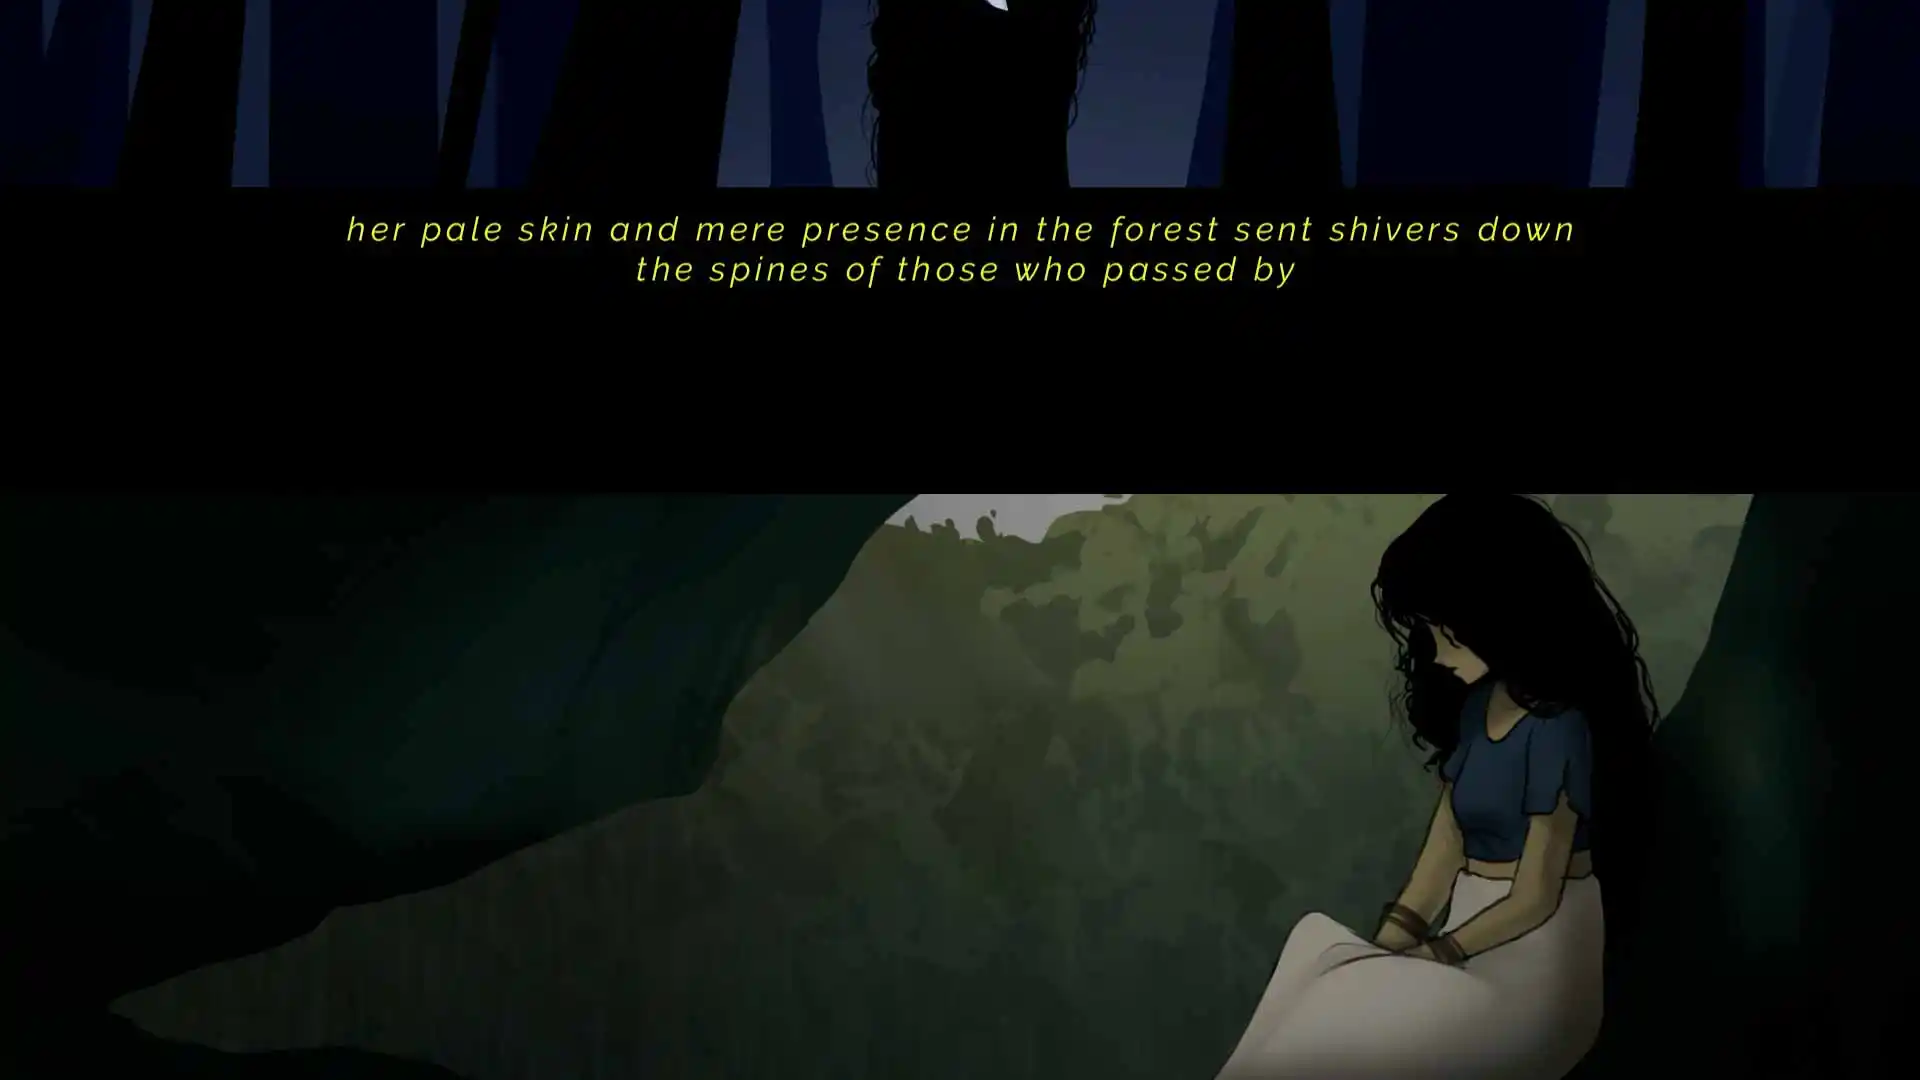 her pale skin and mere presence in the forest sent shivers down
the spines of those who passed by